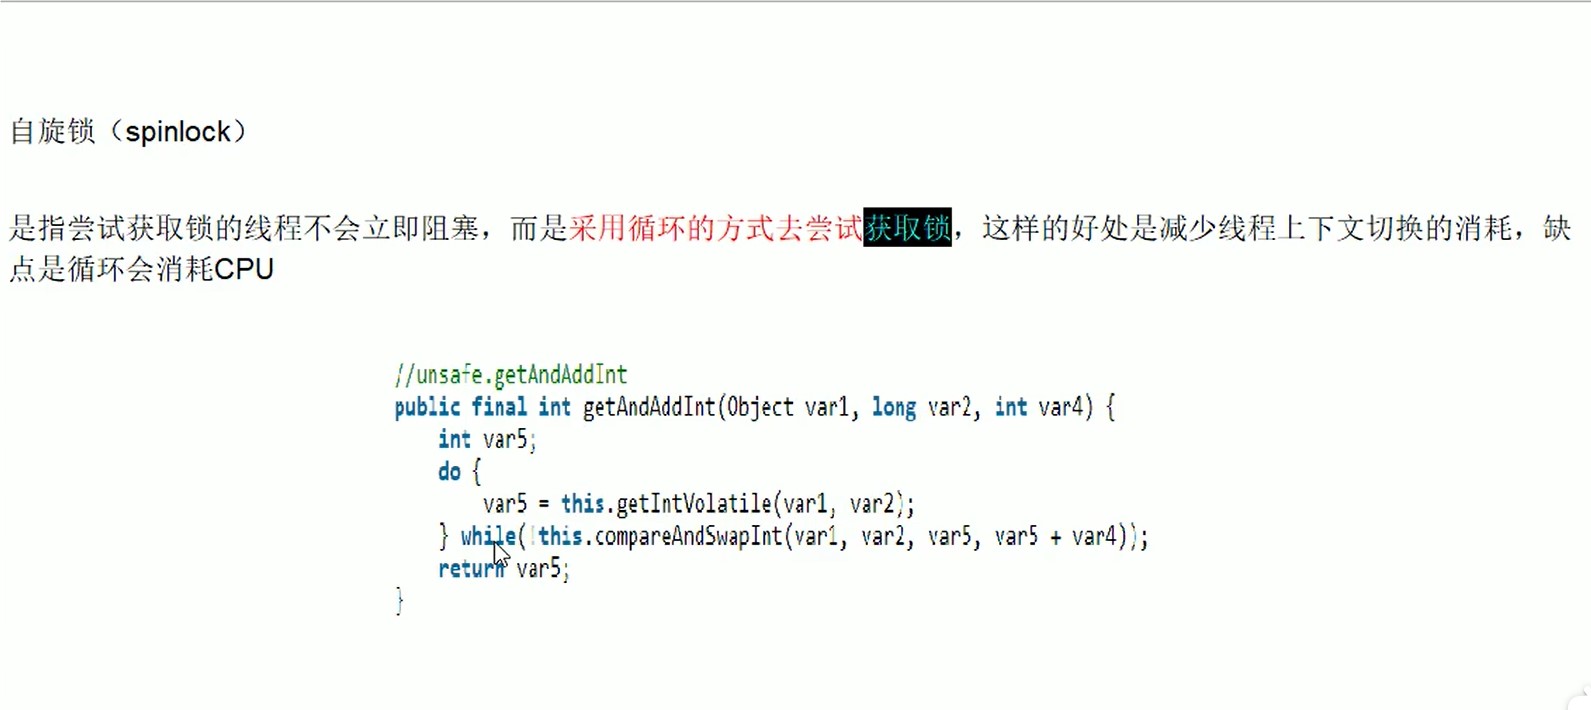 自旋锁（spinlock）
是指尝试获取锁的线程不会立即阻塞，而是采用循环的方式去尝试获取锁，这样的好处是减少线程上下文切换的消耗，缺
点是循环会消耗CPU
//unsafe.getAndAddInt
public final int getAndAddInt(Object var1, long var2, int var4) {
    int var5;
    do {
        var5 = this.getIntVolatile(var1, var2);
    } while(!this.compareAndSwapInt(var1, var2, var5, var5 + var4));
    return var5;
}